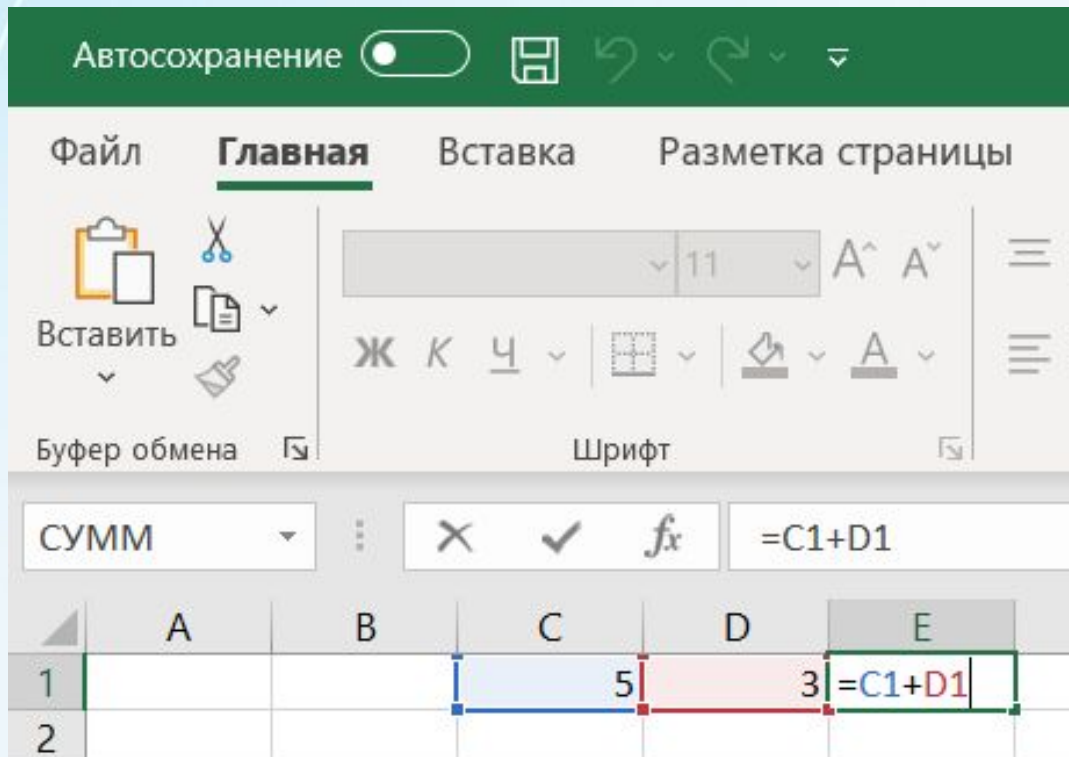 Автосохранение
Файл Главная Вставка Разметка страницы
11 А^ А˅
Вставить
Ж К Ч А
Буфер обмена Шрифт
СУММ fx =C1+D1
A B C D E
1 5 3 =C1+D1
2